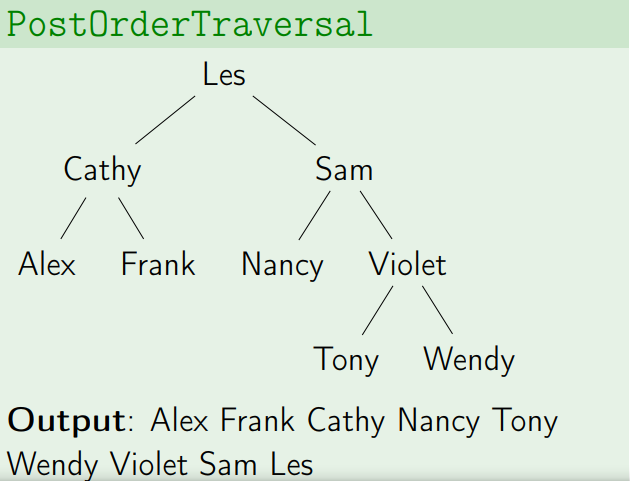 PostOrderTraversal
Les
Cathy Sam
Alex Frank Nancy Violet
Tony Wendy
Output: Alex Frank Cathy Nancy Tony
Wendy Violet Sam Les